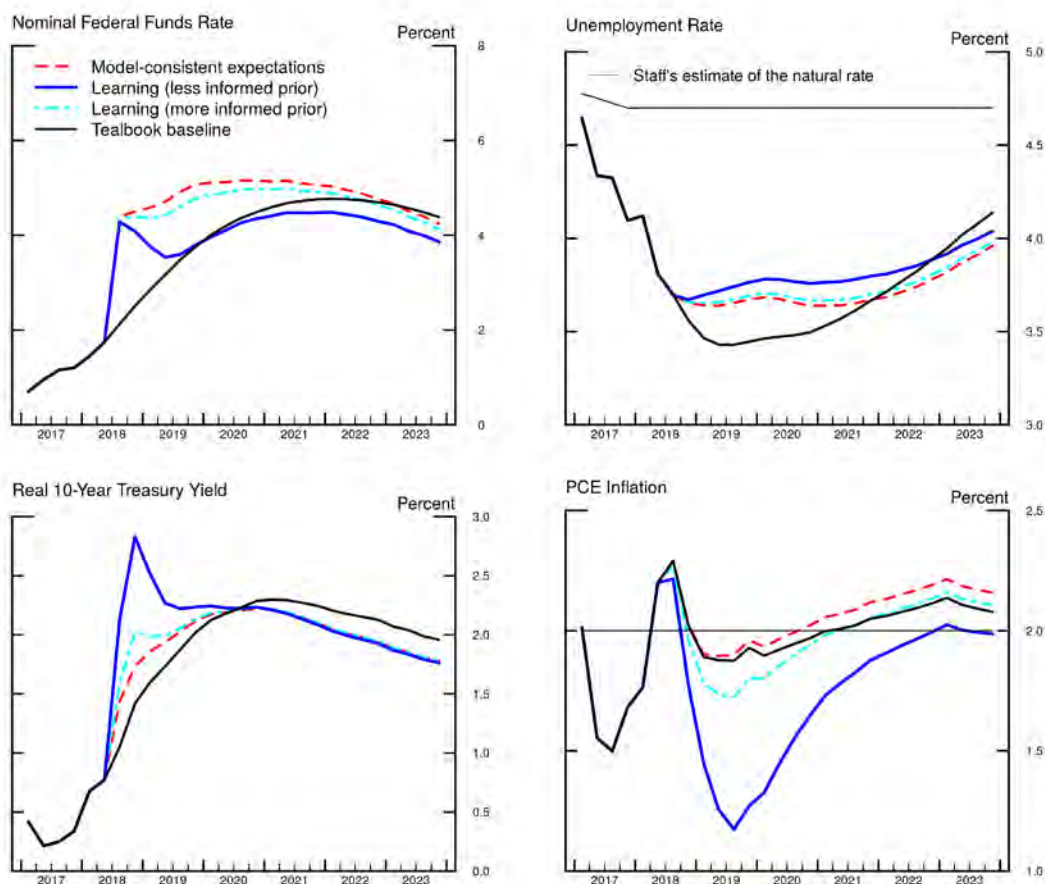 Nominal Federal Funds Rate
Percent
8
Model-consistent expectations
Learning (less informed prior)
Learning (more informed prior)
Tealbook baseline
6
4
2
0
2017 2018 2019 2020 2021 2022 2023
Unemployment Rate
Percent
5.0
Staff's estimate of the natural rate
4.5
4.0
3.5
3.0
2017 2018 2019 2020 2021 2022 2023
Real 10-Year Treasury Yield
Percent
3.0
2.5
2.0
1.5
1.0
0.5
0.0
2017 2018 2019 2020 2021 2022 2023
PCE Inflation
Percent
2.5
2.0
1.5
1.0
2017 2018 2019 2020 2021 2022 2023